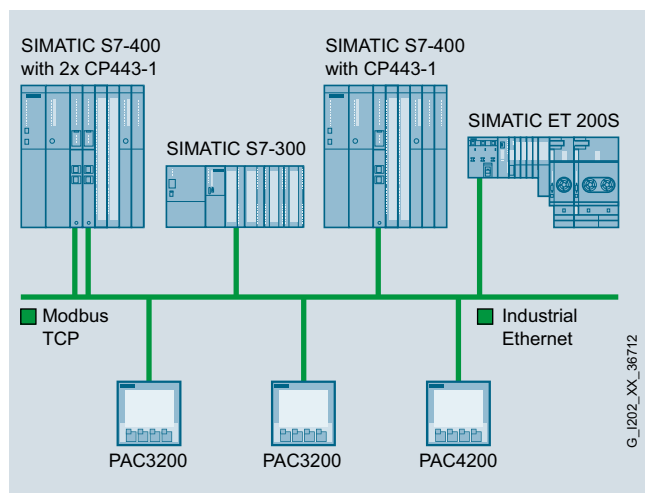 SIMATIC S7-400
with 2x CP443-1
SIMATIC S7-300
SIMATIC S7-400
with CP443-1
SIMATIC ET 200S
Modbus
TCP
Industrial
Ethernet
PAC3200
PAC3200
PAC4200
G_I202_XX_36712